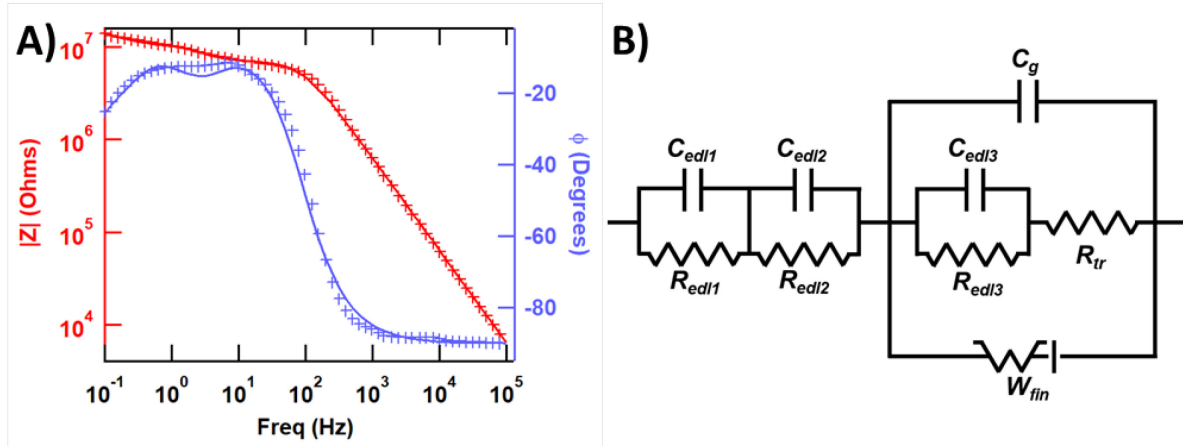 A)
10⁷
10⁶
10⁵
10⁴
|Z| (Ohms)
-20
-40
-60
-80
ϕ (Degrees)
10⁻¹ 10⁰ 10¹ 10² 10³ 10⁴ 10⁵
Freq (Hz)
B)
C_g
C_edl1 C_edl2 C_edl3
R_edl1 R_edl2 R_edl3 R_tr
W_fin